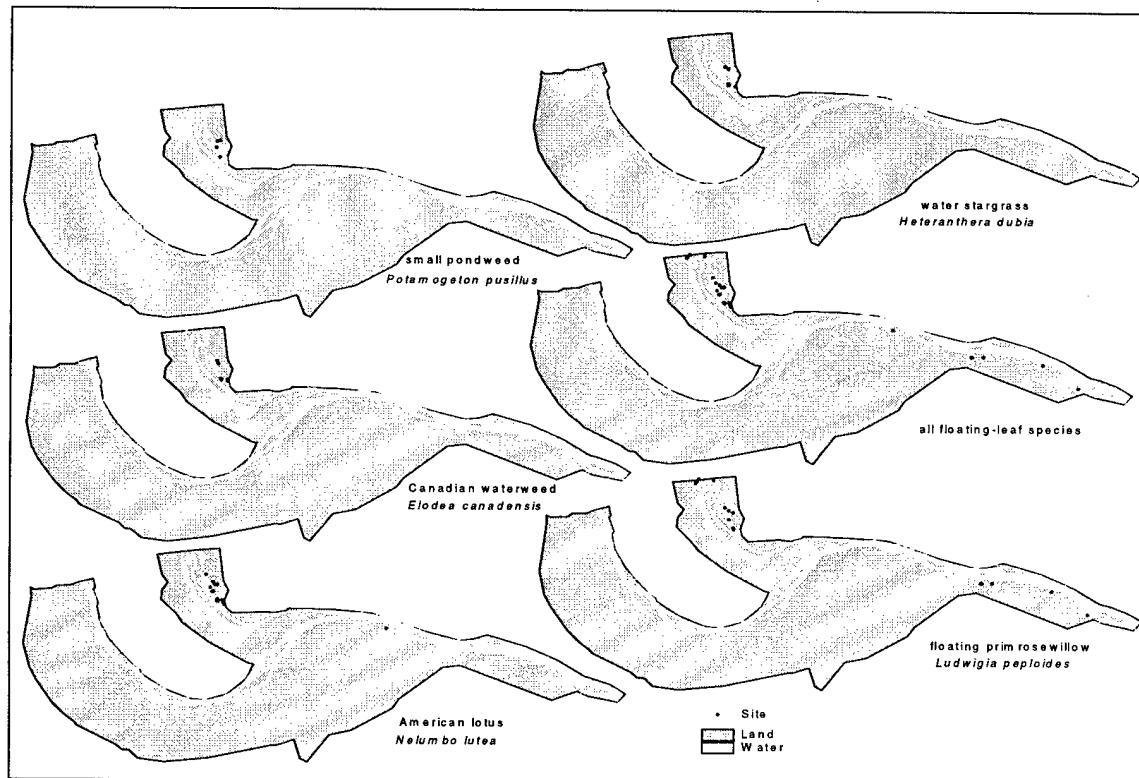 small pondweed
Potamogeton pusillus
water stargrass
Heteranthera dubia
Canadian waterweed
Elodea canadensis
all floating-leaf species
American lotus
Nelumbo lutea
floating primrosewillow
Ludwigia peploides
Site
Land
Water